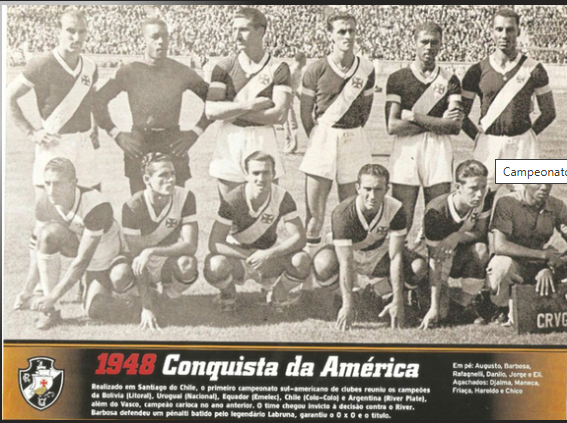 Campeonato
CRVG
1948 Conquista da América
Realizado em Santiago do Chile, o primeiro campeonato sul-americano de clubes reuniu os campeões
da Bolívia (Litoral), Uruguai (Nacional), Equador (Emelec), Chile (Colo-Colo) e Argentina (River Plate),
além do Vasco, campeão carioca no ano anterior. O time chegou invicto à decisão contra o River.
Barbosa defendeu um pênalti batido pelo legendário Labruna, garantiu o 0 x 0 e o título.
Em pé: Augusto, Barbosa,
Rafagnelli, Danilo, Jorge e Eli.
Agachados: Djalma, Maneca,
Friaça, Haroldo e Chico